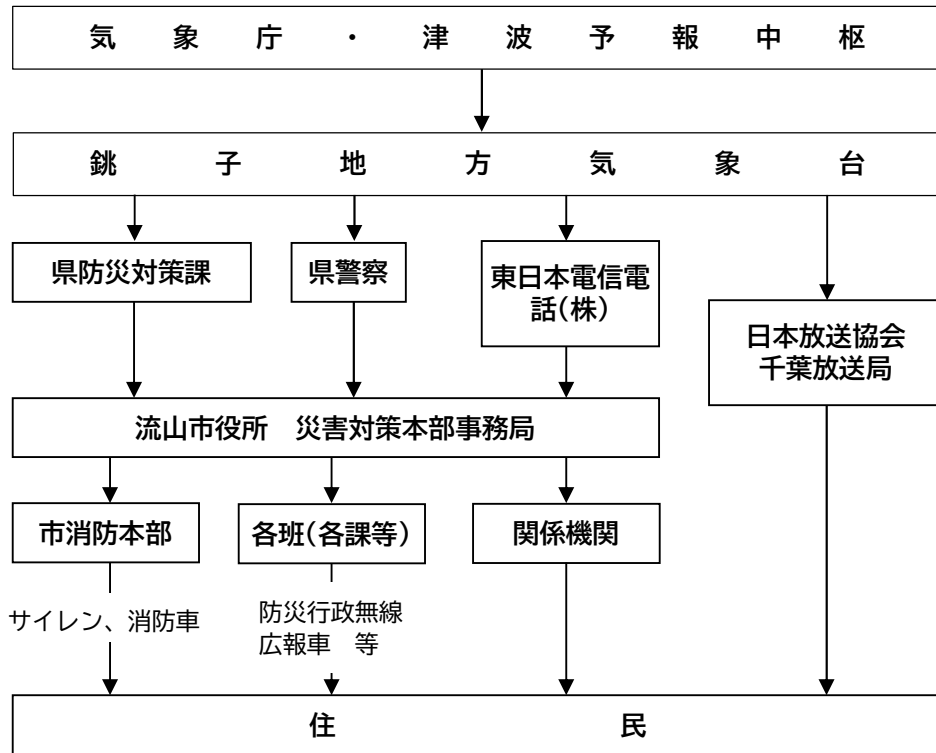 気象庁・津波予報中枢
銚子地方気象台
県防災対策課
県警察
東日本電信電
話(株)
日本放送協会
千葉放送局
流山市役所　災害対策本部事務局
市消防本部
各班(各課等)
関係機関
サイレン、消防車
防災行政無線
広報車　等
住民